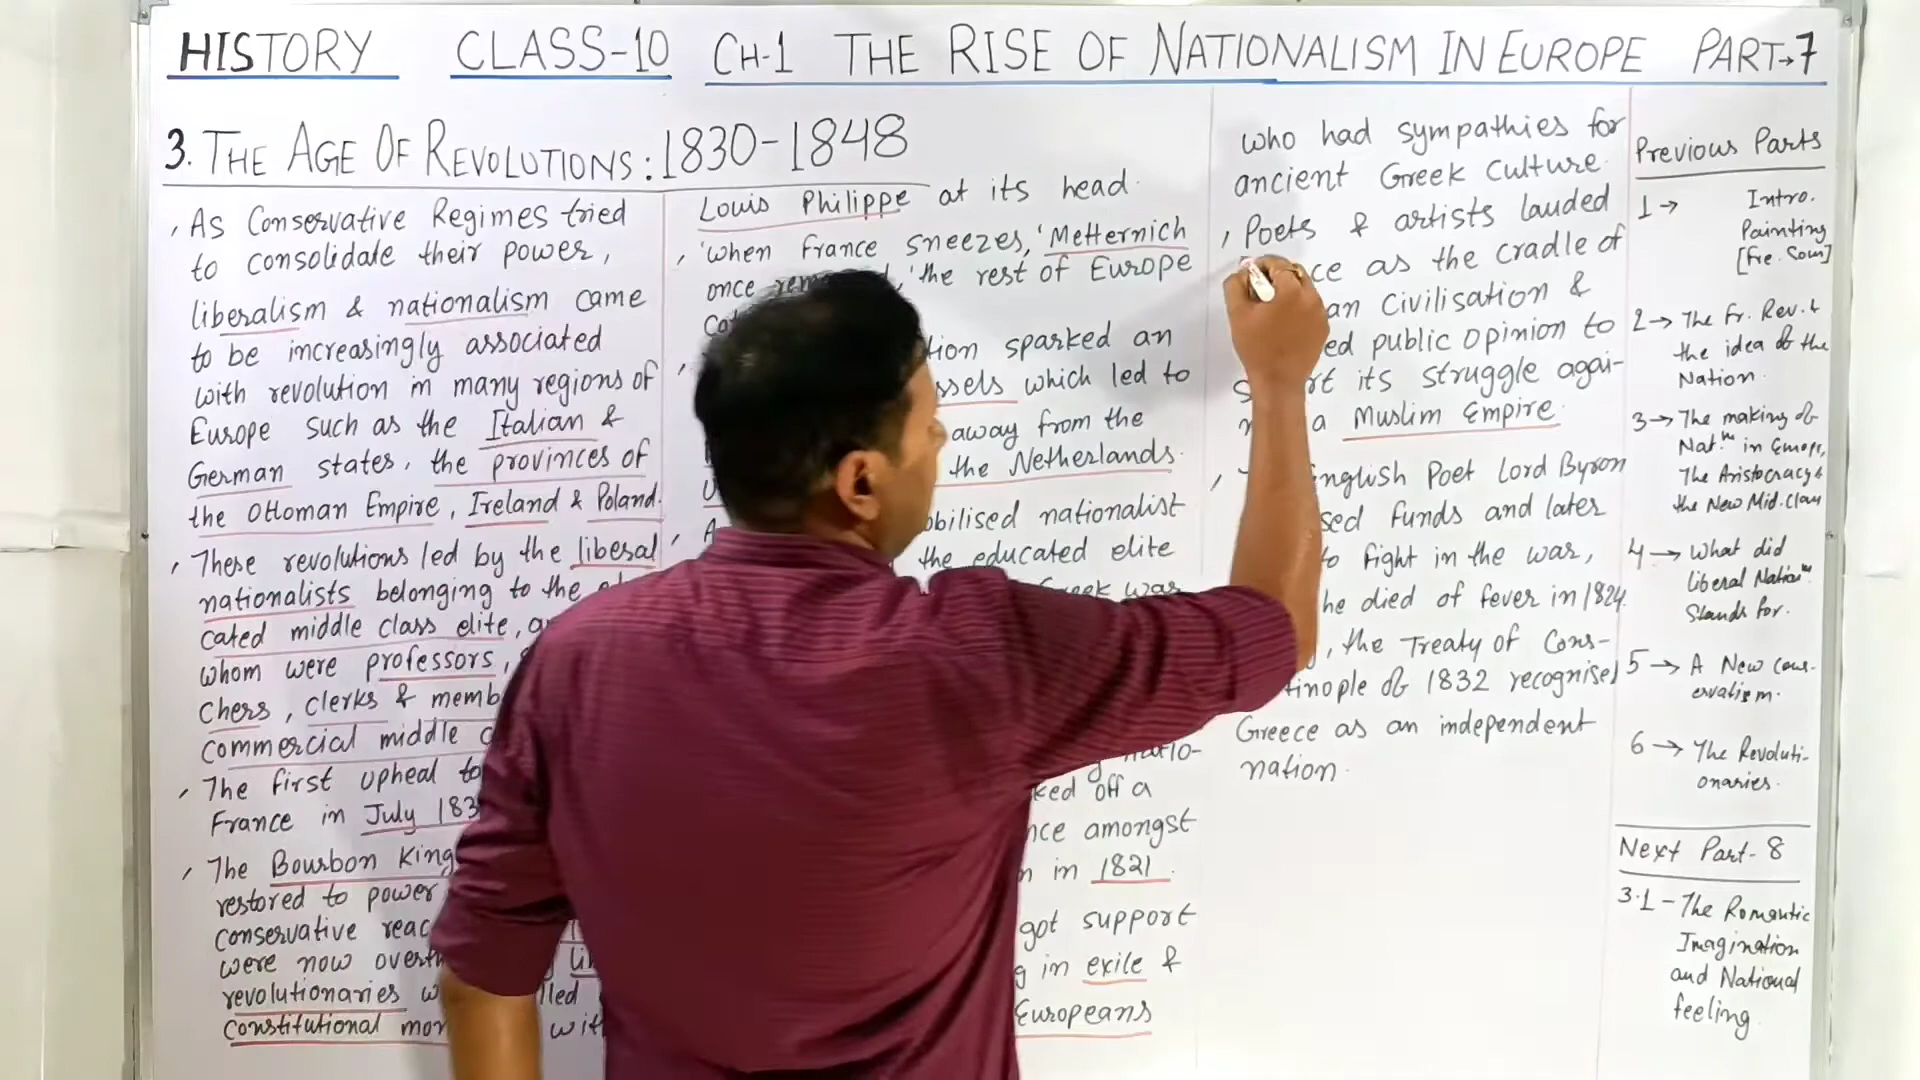 HISTORY CLASS-10 CH-1 THE RISE OF NATIONALISM IN EUROPE PART→7
3. THE AGE OF REVOLUTIONS: 1830-1848
As Conservative Regimes tried
to consolidate their power,
liberalism & nationalism came
to be increasingly associated
with revolution in many regions of
Europe such as the Italian &
German states, the provinces of
the Ottoman Empire, Ireland & Poland.
These revolutions led by the liberal
nationalists belonging to the
cated middle class elite,
whom were professors,
chers, clerks & memb
commercial middle
The first upheal to
France in July 183
The Bourbon King
restored to power
conservative reac
were now overth
revolutionaries
constitutional mon with
Louis Philippe at its head.
'when france sneezes,' Metternich
once 'the rest of Europe
tion sparked an
ssels which led to
away from the
the Netherlands.
obilised nationalist
the educated elite
eek was
natio-
ked off a
nce amongst
n in 1821.
got support
g in exile &
Europeans
who had sympathies for
ancient Greek Culture.
Poets & artists lauded
ce as the cradle of
an Civilisation &
ed public opinion to
rt its struggle agai-
a Muslim Empire.
nglish Poet Lord Byron
sed funds and later
to fight in the war,
he died of fever in 1824.
, the Treaty of Cons-
tinople of 1832 recognised
Greece as an independent
nation.
Previous Parts
1→ Intro.
Painting
[Fre. Souu]
2→ The Fr. Rev. &
the idea of the
Nation.
3→ The making of
Natm in Europe,
The Aristocracy &
the New Mid. Class
4→ What did
liberal Nationm
Stands for.
5→ A New cons-
ervatism.
6→ The Revoluti-
onaries.
Next Part-8
3.1-The Romantic
Imagination
and National
feeling